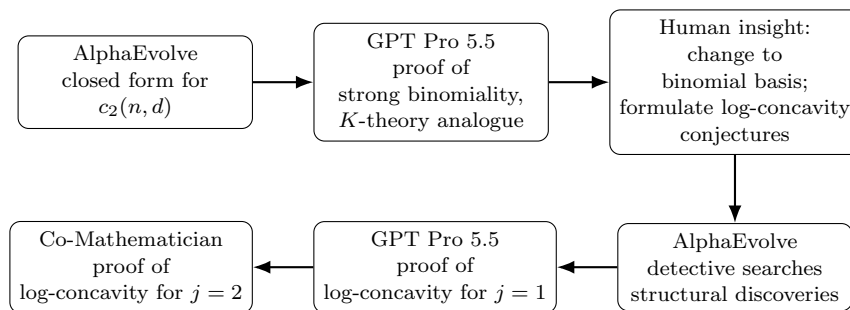 AlphaEvolve
closed form for
c₂(n, d)
GPT Pro 5.5
proof of
strong binomiality,
K-theory analogue
Human insight:
change to
binomial basis;
formulate log-concavity
conjectures
AlphaEvolve
detective searches
structural discoveries
GPT Pro 5.5
proof of
log-concavity for j = 1
Co-Mathematician
proof of
log-concavity for j = 2